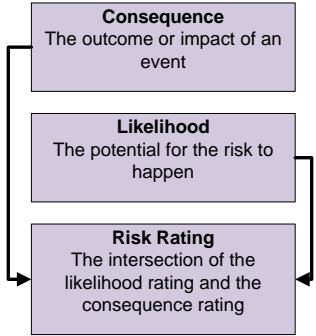 Consequence
The outcome or impact of an
event
Likelihood
The potential for the risk to
happen
Risk Rating
The intersection of the
likelihood rating and the
consequence rating